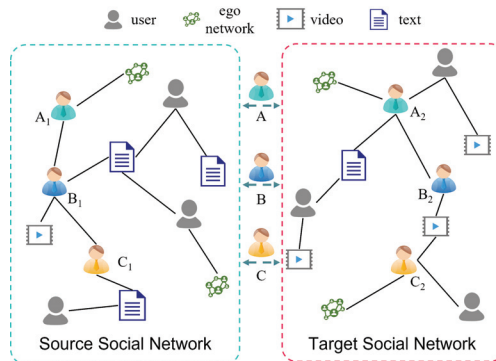 user
ego
network
video
text
A1
B1
C1
A
B
C
A2
B2
C2
Source Social Network
Target Social Network